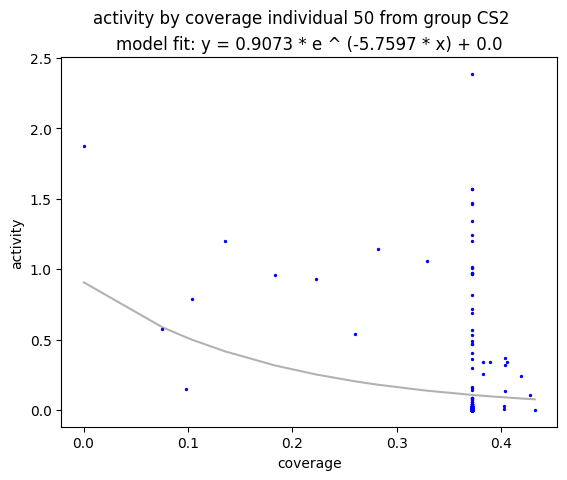 activity by coverage individual 50 from group CS2
model fit: y = 0.9073 * e ^ (-5.7597 * x) + 0.0
2.5
2.0
1.5
1.0
0.5
0.0
activity
0.0 0.1 0.2 0.3 0.4
coverage